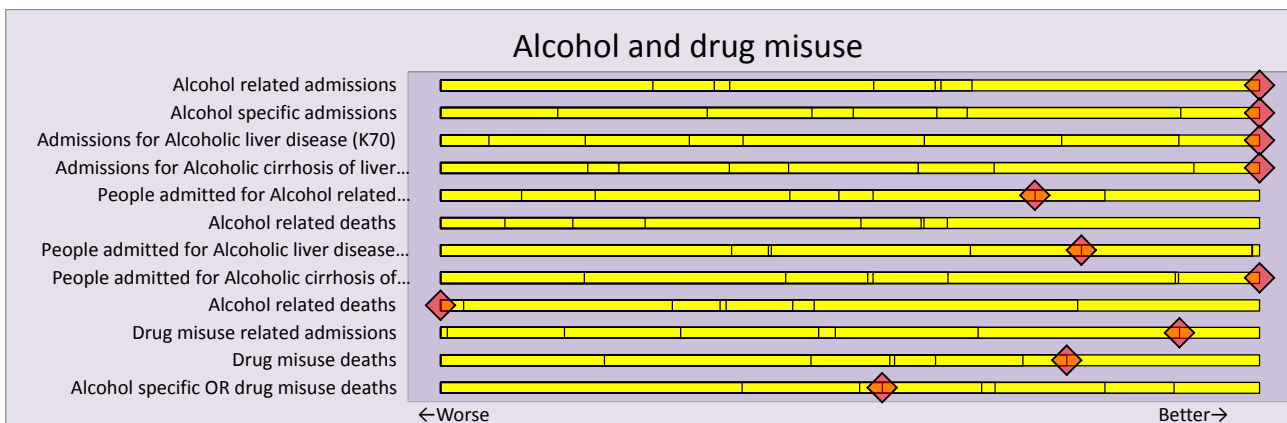 Alcohol and drug misuse
Alcohol related admissions
Alcohol specific admissions
Admissions for Alcoholic liver disease (K70)
Admissions for Alcoholic cirrhosis of liver...
People admitted for Alcohol related...
Alcohol related deaths
People admitted for Alcoholic liver disease...
People admitted for Alcoholic cirrhosis of...
Alcohol related deaths
Drug misuse related admissions
Drug misuse deaths
Alcohol specific OR drug misuse deaths
←Worse Better→